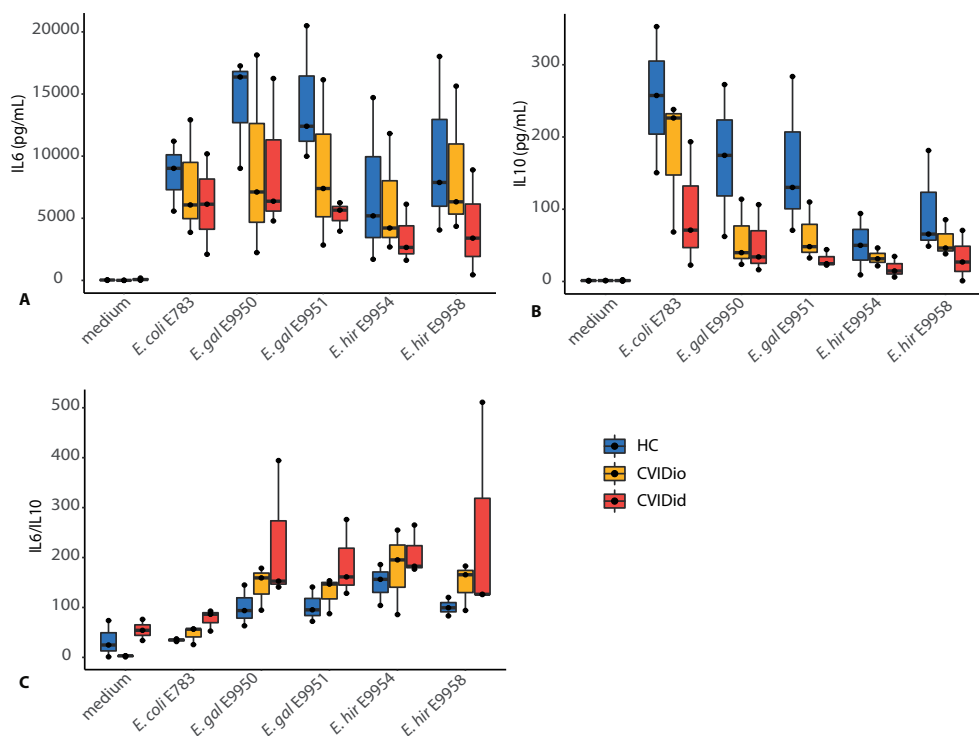 20000
15000
10000
5000
0
IL6 (pg/mL)
A
medium
E. coli E783
E. gal E9950
E. gal E9951
E. hir E9954
E. hir E9958
300
200
100
0
IL10 (pg/mL)
B
medium
E. coli E783
E. gal E9950
E. gal E9951
E. hir E9954
E. hir E9958
500
400
300
200
100
0
IL6/IL10
C
medium
E. coli E783
E. gal E9950
E. gal E9951
E. hir E9954
E. hir E9958
HC
CVIDio
CVIDid